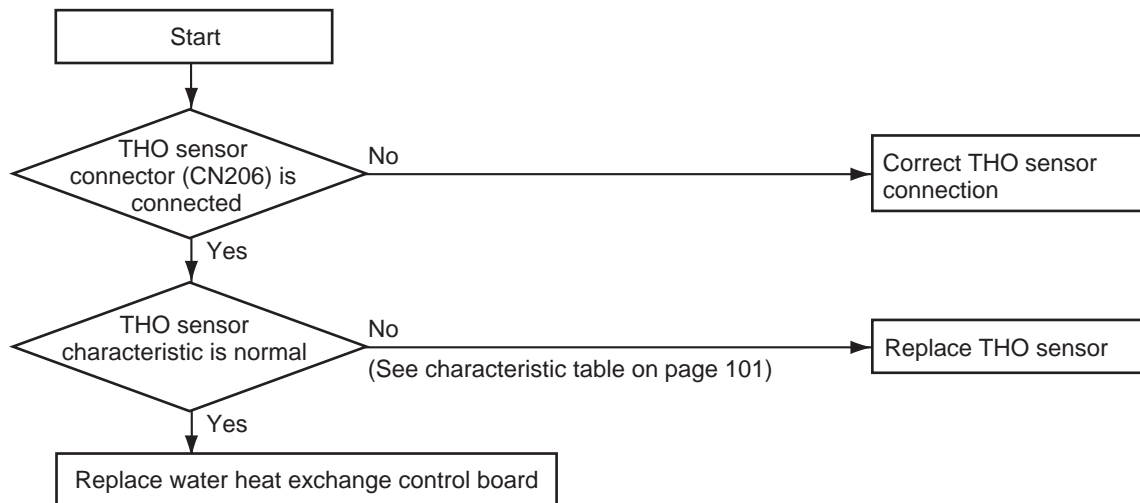 Start
THO sensor
connector (CN206) is
connected
No
Correct THO sensor
connection
Yes
THO sensor
characteristic is normal
No
(See characteristic table on page 101)
Replace THO sensor
Yes
Replace water heat exchange control board